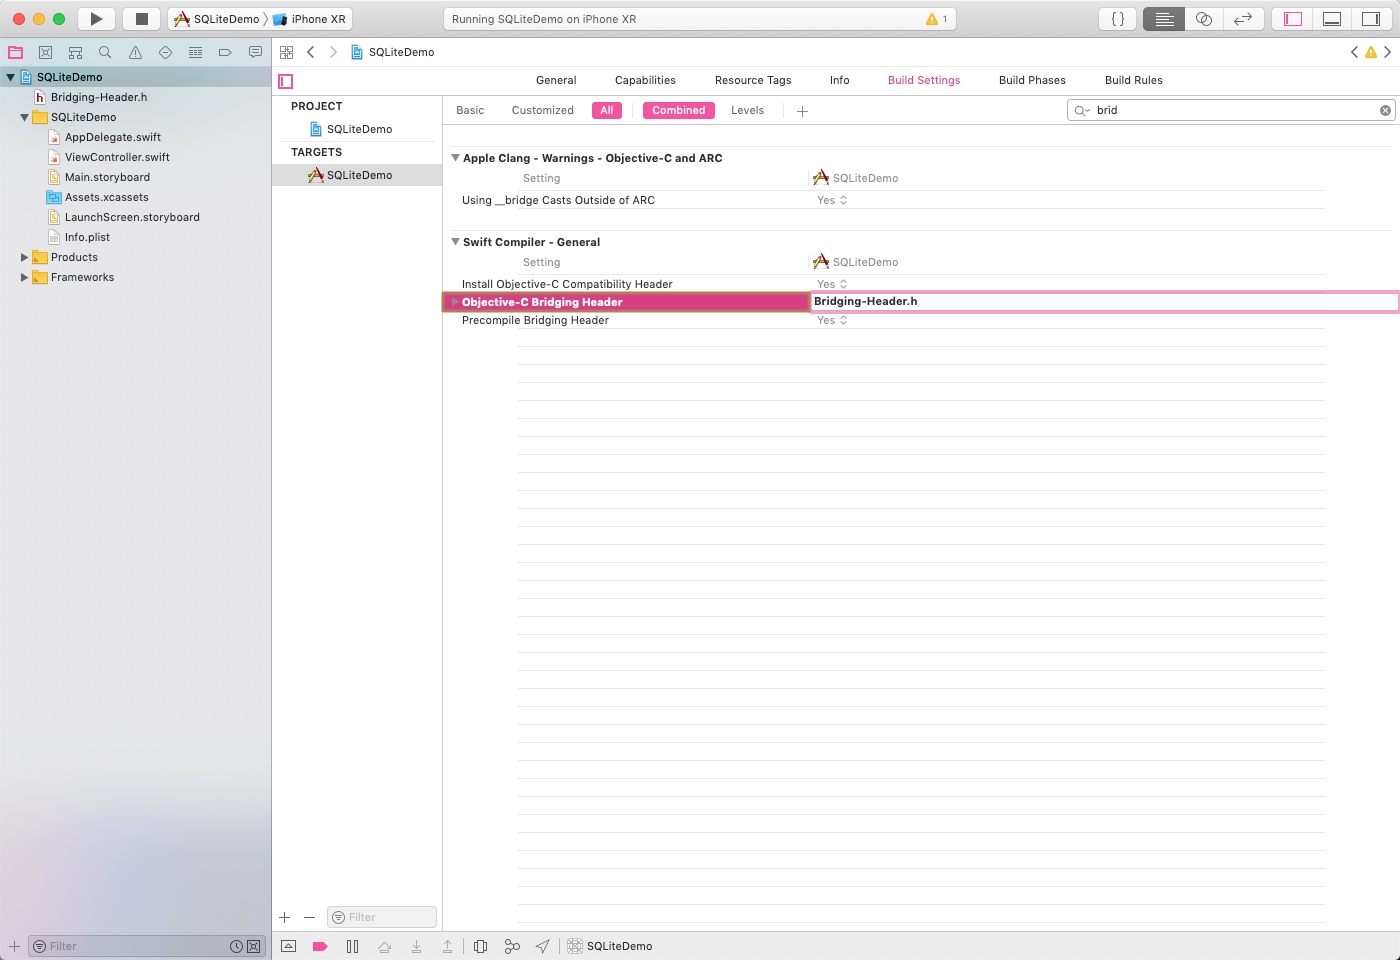 SQLiteDemo iPhone XR Running SQLiteDemo on iPhone XR 1 { }
SQLiteDemo
SQLiteDemo
Bridging-Header.h
SQLiteDemo
AppDelegate.swift
ViewController.swift
Main.storyboard
Assets.xcassets
LaunchScreen.storyboard
Info.plist
Products
Frameworks
Filter
General Capabilities Resource Tags Info Build Settings Build Phases Build Rules
PROJECT
SQLiteDemo
TARGETS
SQLiteDemo
Filter
Basic Customized All Combined Levels brid
Apple Clang - Warnings - Objective-C and ARC
Setting SQLiteDemo
Using __bridge Casts Outside of ARC Yes
Swift Compiler - General
Setting SQLiteDemo
Install Objective-C Compatibility Header Yes
Objective-C Bridging Header Bridging-Header.h
Precompile Bridging Header Yes
SQLiteDemo